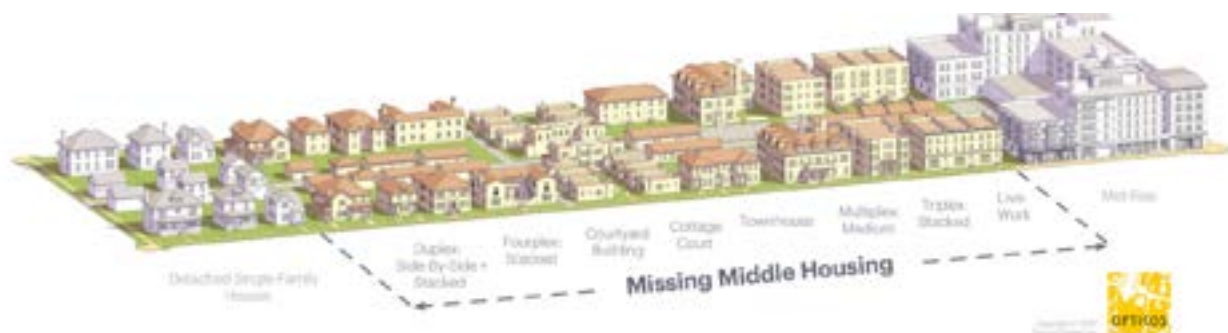 Detached Single-Family
Houses
Duplex:
Side-By-Side +
Stacked
Fourplex:
Stacked
Courtyard
Building
Cottage
Court
Townhouse
Multiplex:
Medium
Triplex:
Stacked
Live-
Work
Mid-Rise
Missing Middle Housing
OPTICOS